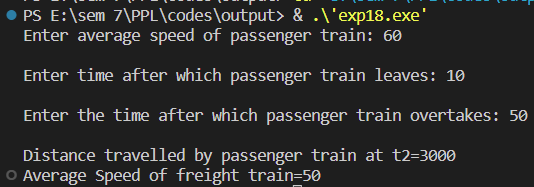 PS E:\sem 7\PPL\codes\output> & .\'exp18.exe'
Enter average speed of passenger train: 60
Enter time after which passenger train leaves: 10
Enter the time after which passenger train overtakes: 50
Distance travelled by passenger train at t2=3000
Average Speed of freight train=50